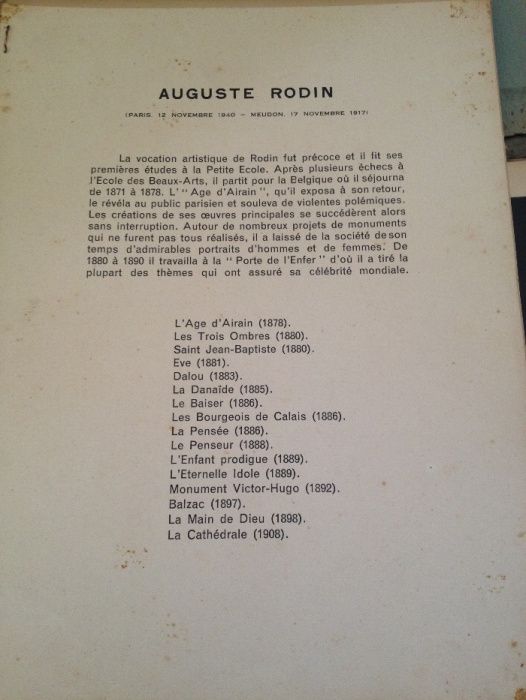 AUGUSTE RODIN
(PARIS, 12 NOVEMBRE 1940 – MEUDON, 17 NOVEMBRE 1917)
La vocation artistique de Rodin fut précoce et il fit ses
premières études à la Petite Ecole. Après plusieurs échecs à
l'Ecole des Beaux-Arts, il partit pour la Belgique où il séjourna
de 1871 à 1878. L' " Age d'Airain ", qu'il exposa à son retour,
le révéla au public parisien et souleva de violentes polémiques.
Les créations de ses œuvres principales se succédèrent alors
sans interruption. Autour de nombreux projets de monuments
qui ne furent pas tous réalisés, il a laissé de la société de son
temps d'admirables portraits d'hommes et de femmes. De
1880 à 1890 il travailla à la " Porte de l'Enfer " d'où il a tiré la
plupart des thèmes qui ont assuré sa célébrité mondiale.
L'Age d'Airain (1878).
Les Trois Ombres (1880).
Saint Jean-Baptiste (1880).
Eve (1881).
Dalou (1883).
La Danaïde (1885).
Le Baiser (1886).
Les Bourgeois de Calais (1886).
La Pensée (1886).
Le Penseur (1888).
L'Enfant prodigue (1889).
L'Eternelle Idole (1889).
Monument Victor-Hugo (1892).
Balzac (1897).
La Main de Dieu (1898).
La Cathédrale (1908).